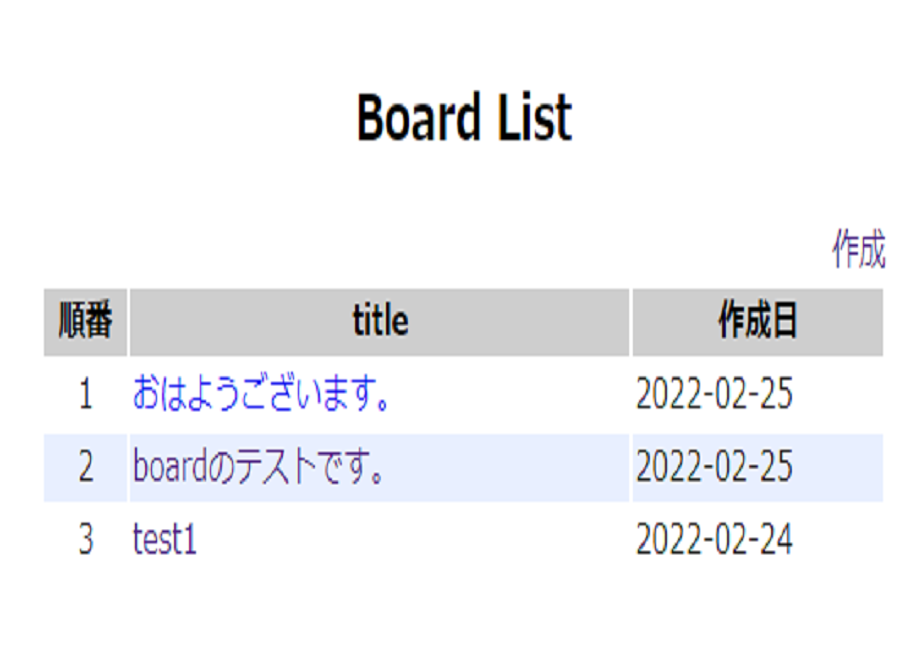 Board List
作成
順番 title 作成日
1 おはようございます。 2022-02-25
2 boardのテストです。 2022-02-25
3 test1 2022-02-24